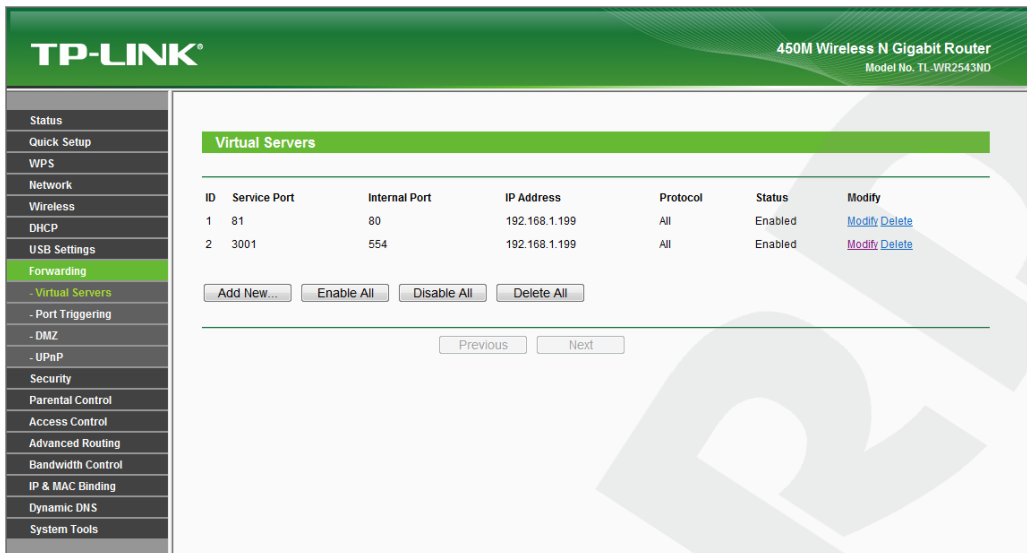 TP-LINK®
450M Wireless N Gigabit Router
Model No. TL-WR2543ND
Status
Quick Setup
WPS
Network
Wireless
DHCP
USB Settings
Forwarding
- Virtual Servers
- Port Triggering
- DMZ
- UPnP
Security
Parental Control
Access Control
Advanced Routing
Bandwidth Control
IP & MAC Binding
Dynamic DNS
System Tools
Virtual Servers
ID Service Port Internal Port IP Address Protocol Status Modify
1 81 80 192.168.1.199 All Enabled Modify Delete
2 3001 554 192.168.1.199 All Enabled Modify Delete
Add New... Enable All Disable All Delete All
Previous Next